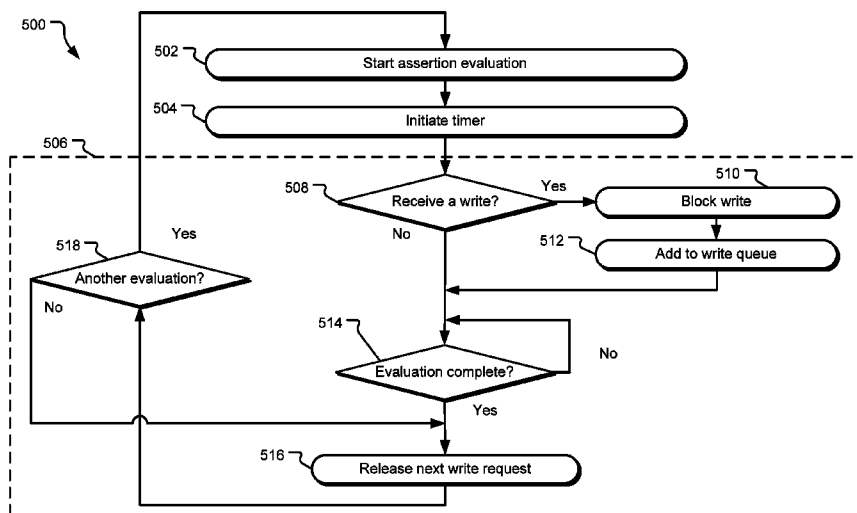 500
502
Start assertion evaluation
504
Initiate timer
506
508
Receive a write?
Yes
510
Block write
No
512
Add to write queue
518
Yes
Another evaluation?
No
514
Evaluation complete?
No
Yes
516
Release next write request